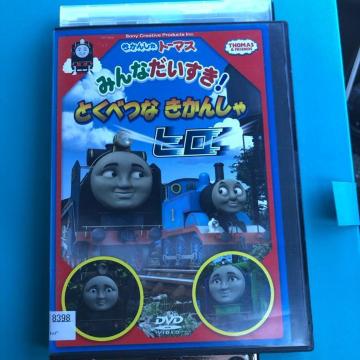 Sony Creative Products Inc.
きかんしゃトーマス
THOMAS
& FRIENDS
みんなだいすき!
とくべつな きかんしゃ
ヒロ
8398
DVD
VIDEO